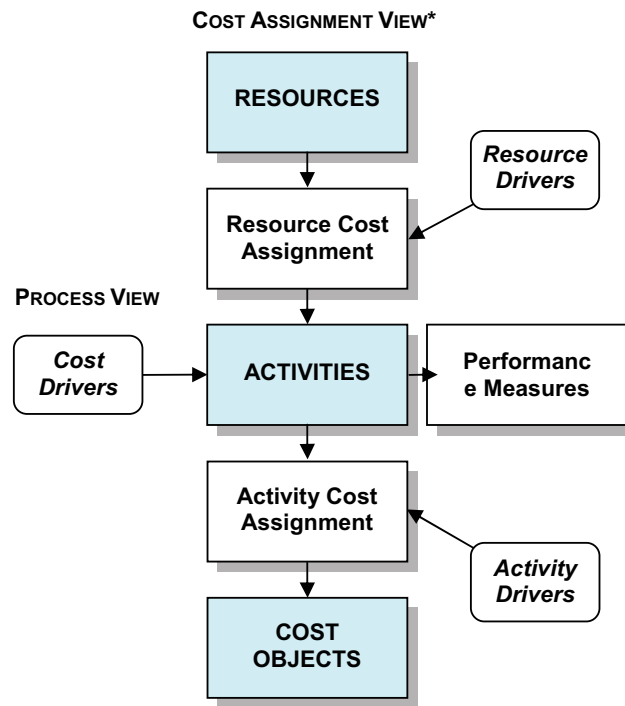 COST ASSIGNMENT VIEW*
RESOURCES
Resource
Drivers
Resource Cost
Assignment
PROCESS VIEW
Cost
Drivers
ACTIVITIES
Performanc
e Measures
Activity Cost
Assignment
Activity
Drivers
COST
OBJECTS